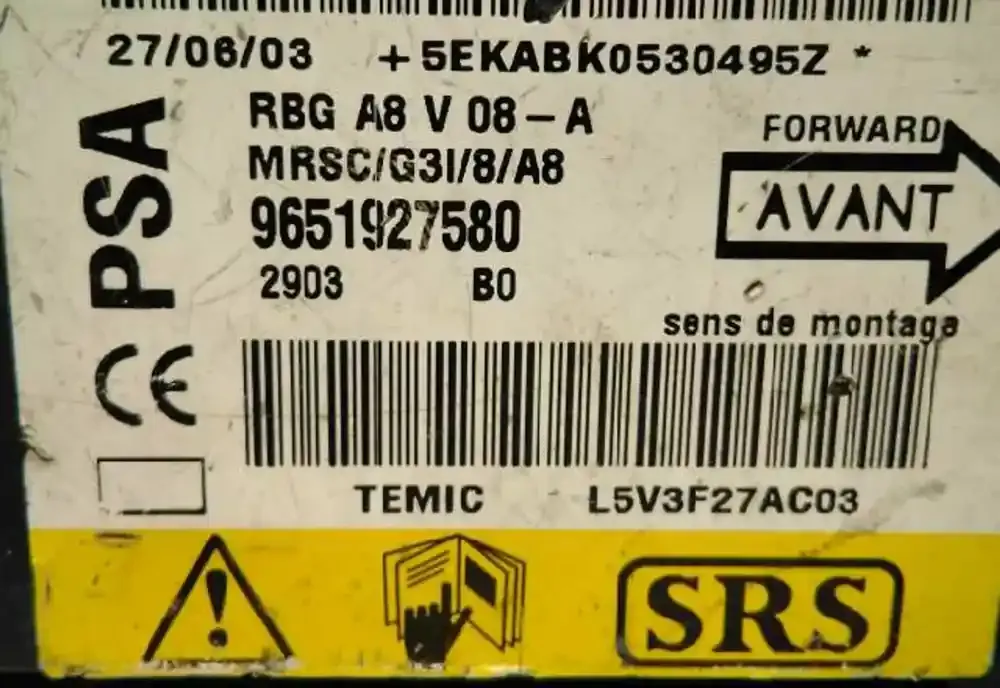 27/06/03 +5EKABK0530495Z *
PSA
RBG A8 V 08-A
MRSC/G3I/8/A8
9651927580
2903 B0
FORWARD
AVANT
sens de montage
CE
TEMIC L5V3F27AC03
SRS